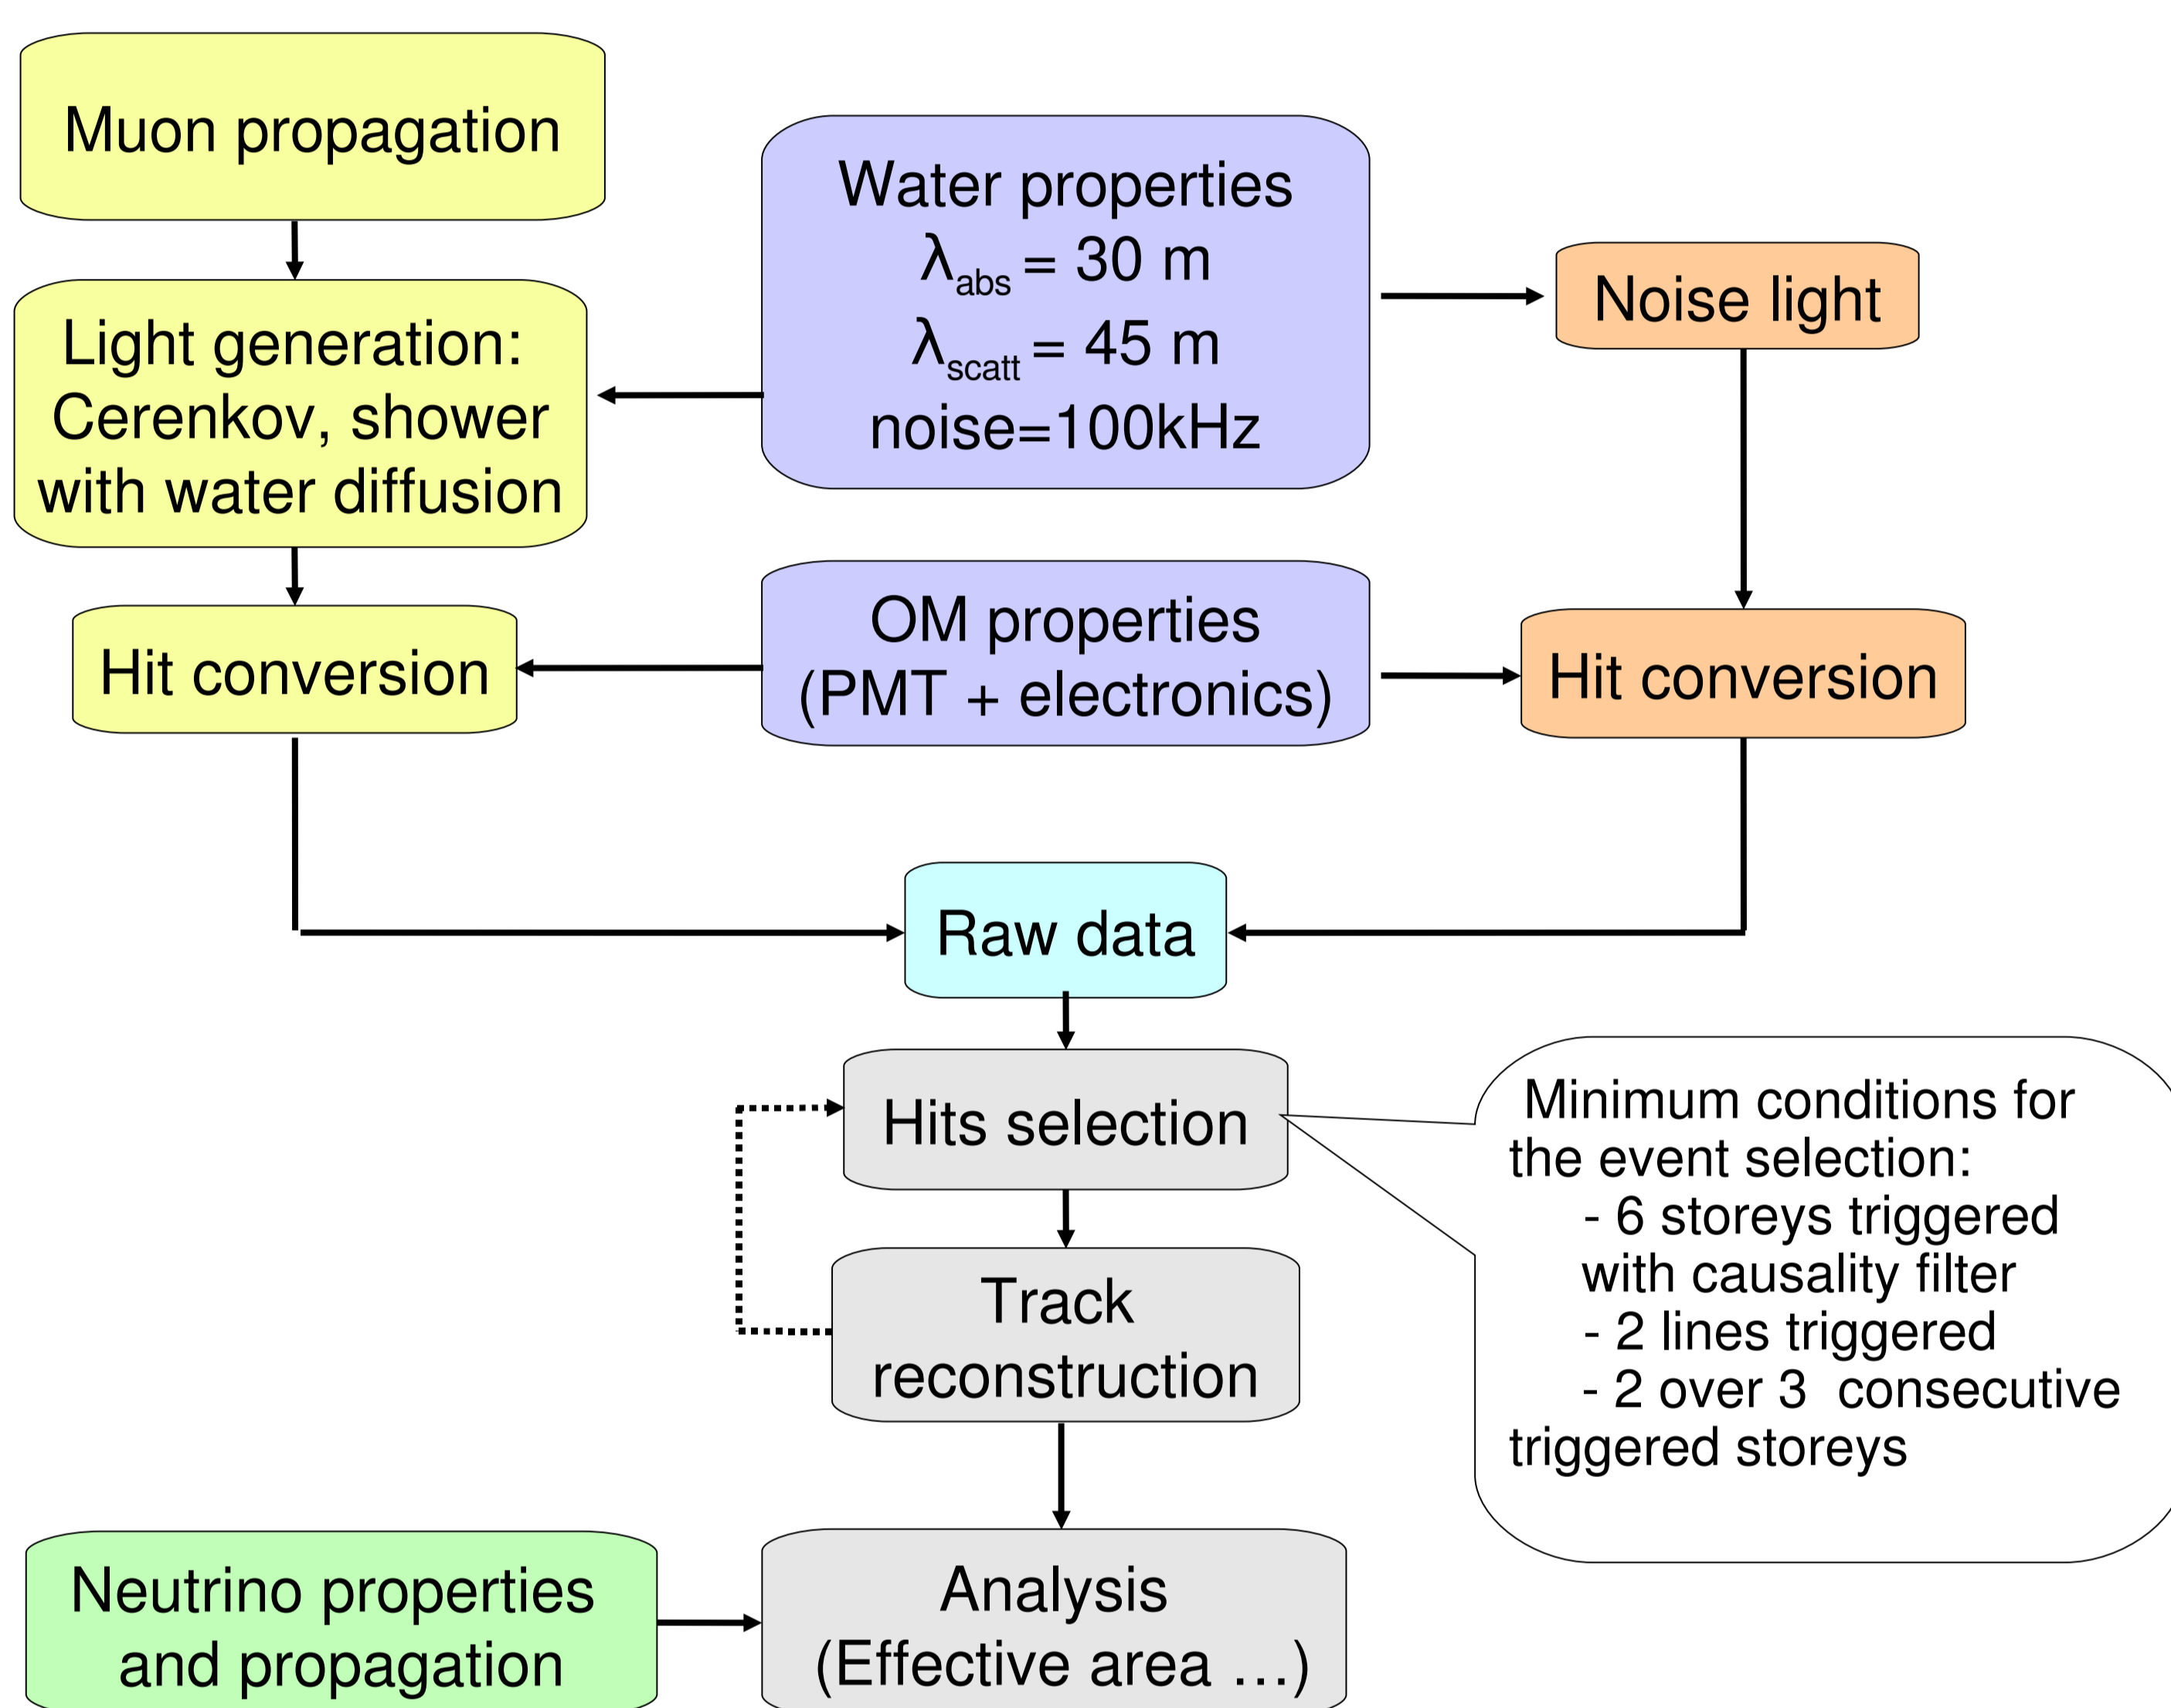 Muon propagation
Light generation:
Cerenkov, shower
with water diffusion
Hit conversion
Water properties
λabs = 30 m
λscatt = 45 m
noise=100kHz
OM properties
(PMT + electronics)
Noise light
Hit conversion
Raw data
Hits selection
Track
reconstruction
Minimum conditions for
the event selection:
- 6 storeys triggered
with causality filter
- 2 lines triggered
- 2 over 3 consecutive
triggered storeys
Neutrino properties
and propagation
Analysis
(Effective area ...)